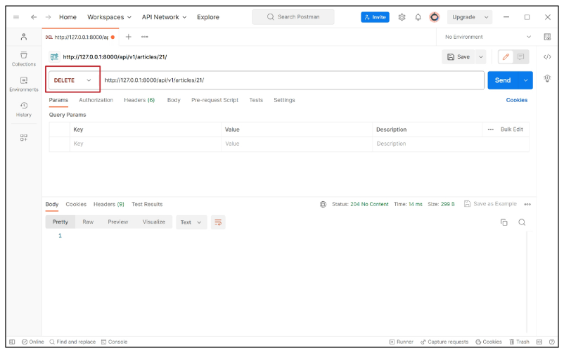 Home Workspaces API Network Explore Search Postman Invite Upgrade
DEL http://127.0.0.1:8000/ap No Environment
http://127.0.0.1:8000/api/v1/articles/21/ Save
DELETE http://127.0.0.1:8000/api/v1/articles/21/ Send
Params Authorization Headers (6) Body Pre-request Script Tests Settings Cookies
Query Params
Key Value Description Bulk Edit
Key Value Description
Collections
Environments
History
Body Cookies Headers (9) Test Results Status: 204 No Content Time: 14 ms Size: 299 B Save as Example
Pretty Raw Preview Visualize Text
1
Online Find and replace Console Runner Capture requests Cookies Trash